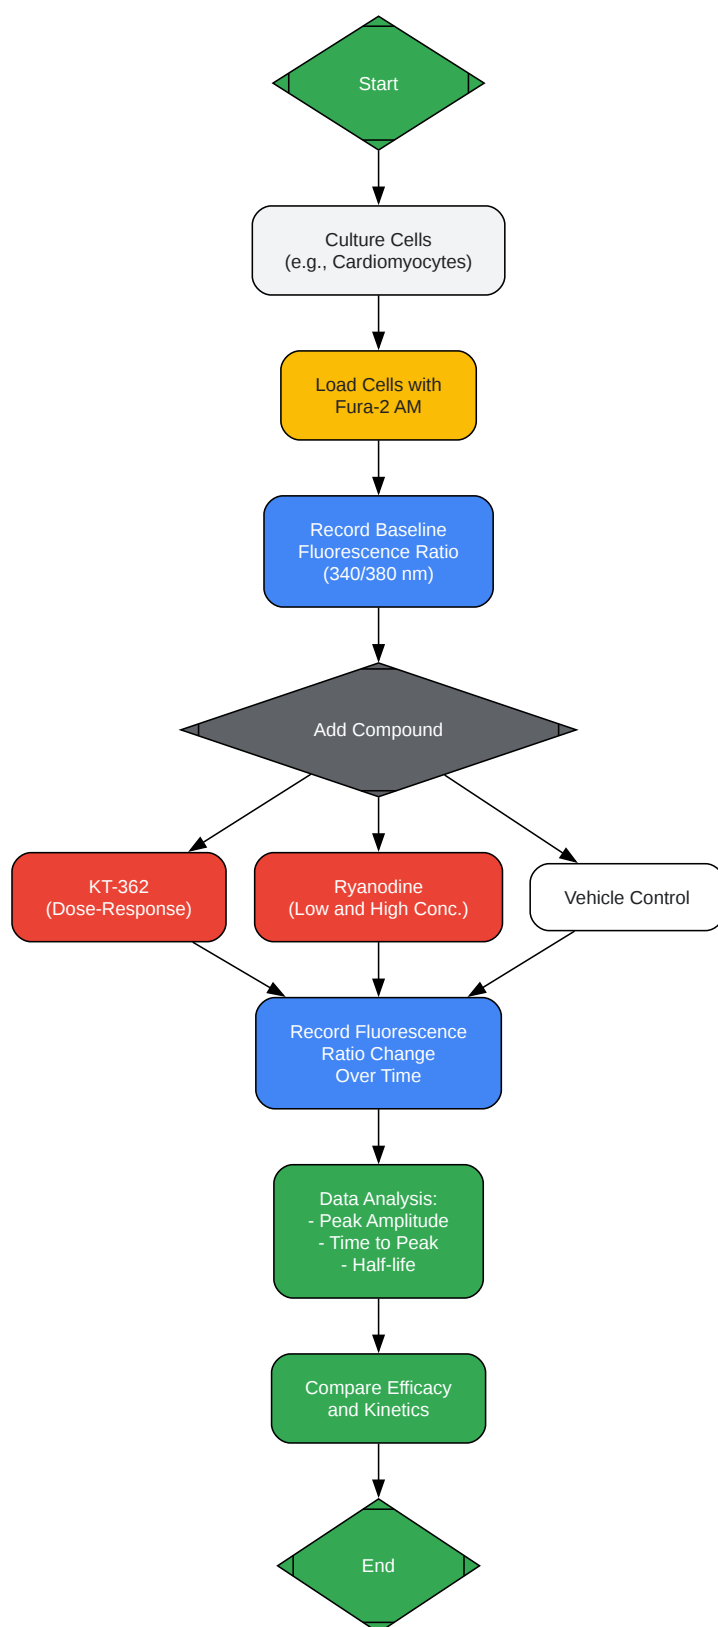 Start
Culture Cells
(e.g., Cardiomyocytes)
Load Cells with
Fura-2 AM
Record Baseline
Fluorescence Ratio
(340/380 nm)
Add Compound
KT-362
(Dose-Response)
Ryanodine
(Low and High Conc.)
Vehicle Control
Record Fluorescence
Ratio Change
Over Time
Data Analysis:
- Peak Amplitude
- Time to Peak
- Half-life
Compare Efficacy
and Kinetics
End